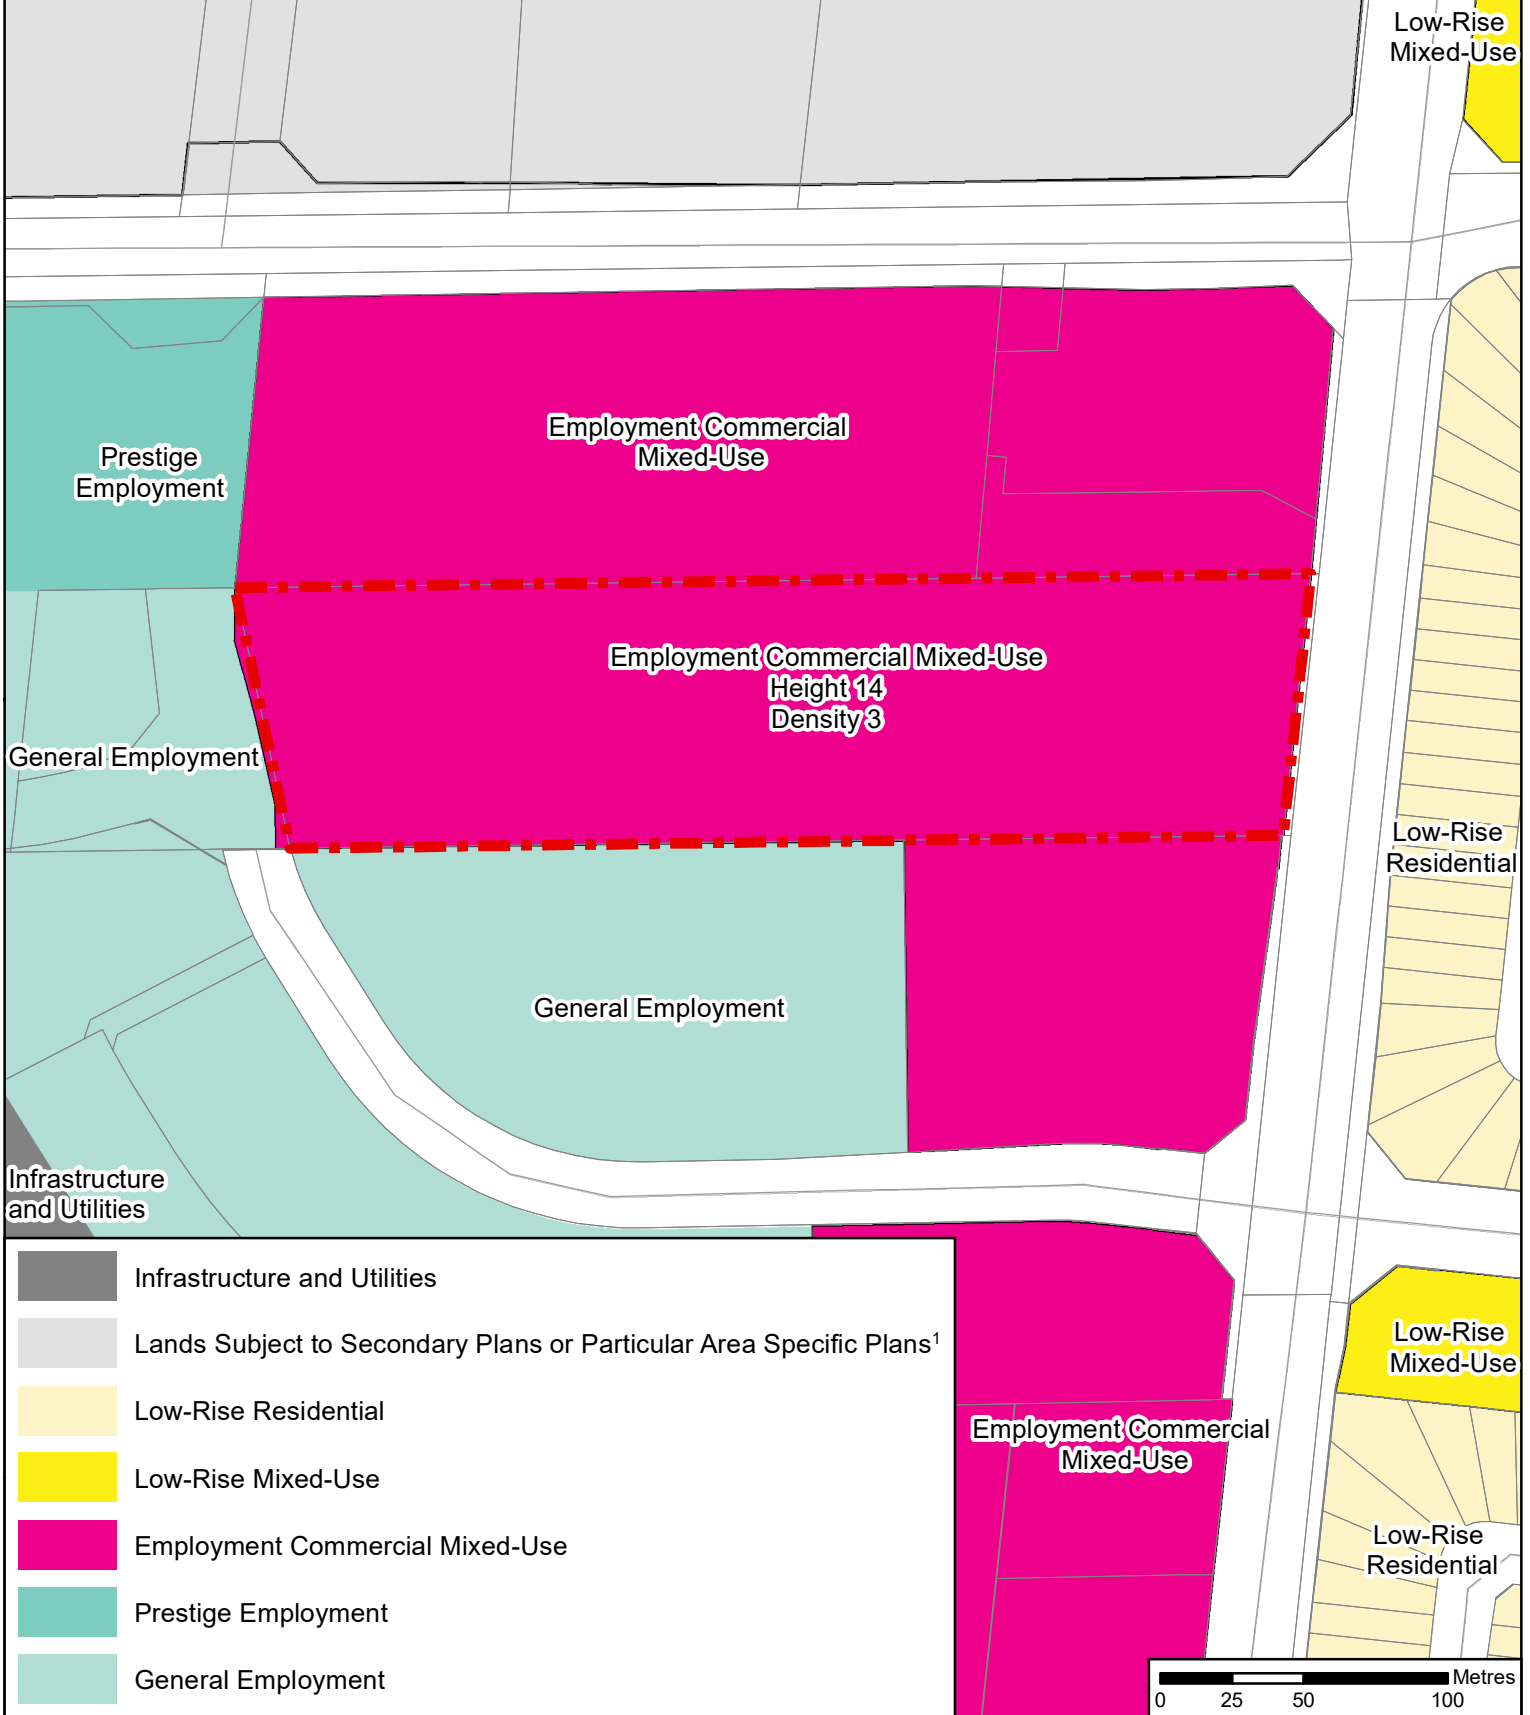 Low-Rise
Mixed-Use
Employment Commercial
Mixed-Use
Prestige
Employment
Employment Commercial Mixed-Use
Height 14
Density 3
General Employment
Low-Rise
Residential
General Employment
Infrastructure
and Utilities
Low-Rise
Mixed-Use
Employment Commercial
Mixed-Use
Low-Rise
Residential
Infrastructure and Utilities
Lands Subject to Secondary Plans or Particular Area Specific Plans¹
Low-Rise Residential
Low-Rise Mixed-Use
Employment Commercial Mixed-Use
Prestige Employment
General Employment
Metres
0 25 50 100